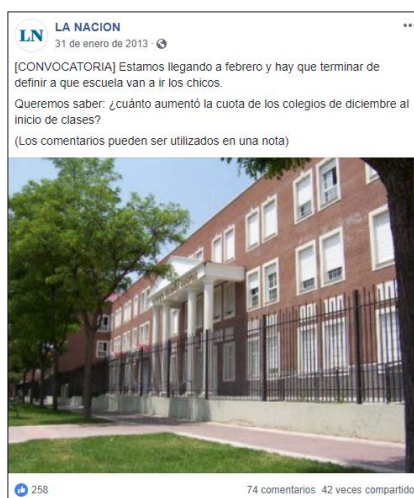 LN
LA NACION
31 de enero de 2013
[CONVOCATORIA] Estamos llegando a febrero y hay que terminar de
definir a que escuela van a ir los chicos.
Queremos saber: ¿cuánto aumentó la cuota de los colegios de diciembre al
inicio de clases?
(Los comentarios pueden ser utilizados en una nota)
258
74 comentarios 42 veces compartido